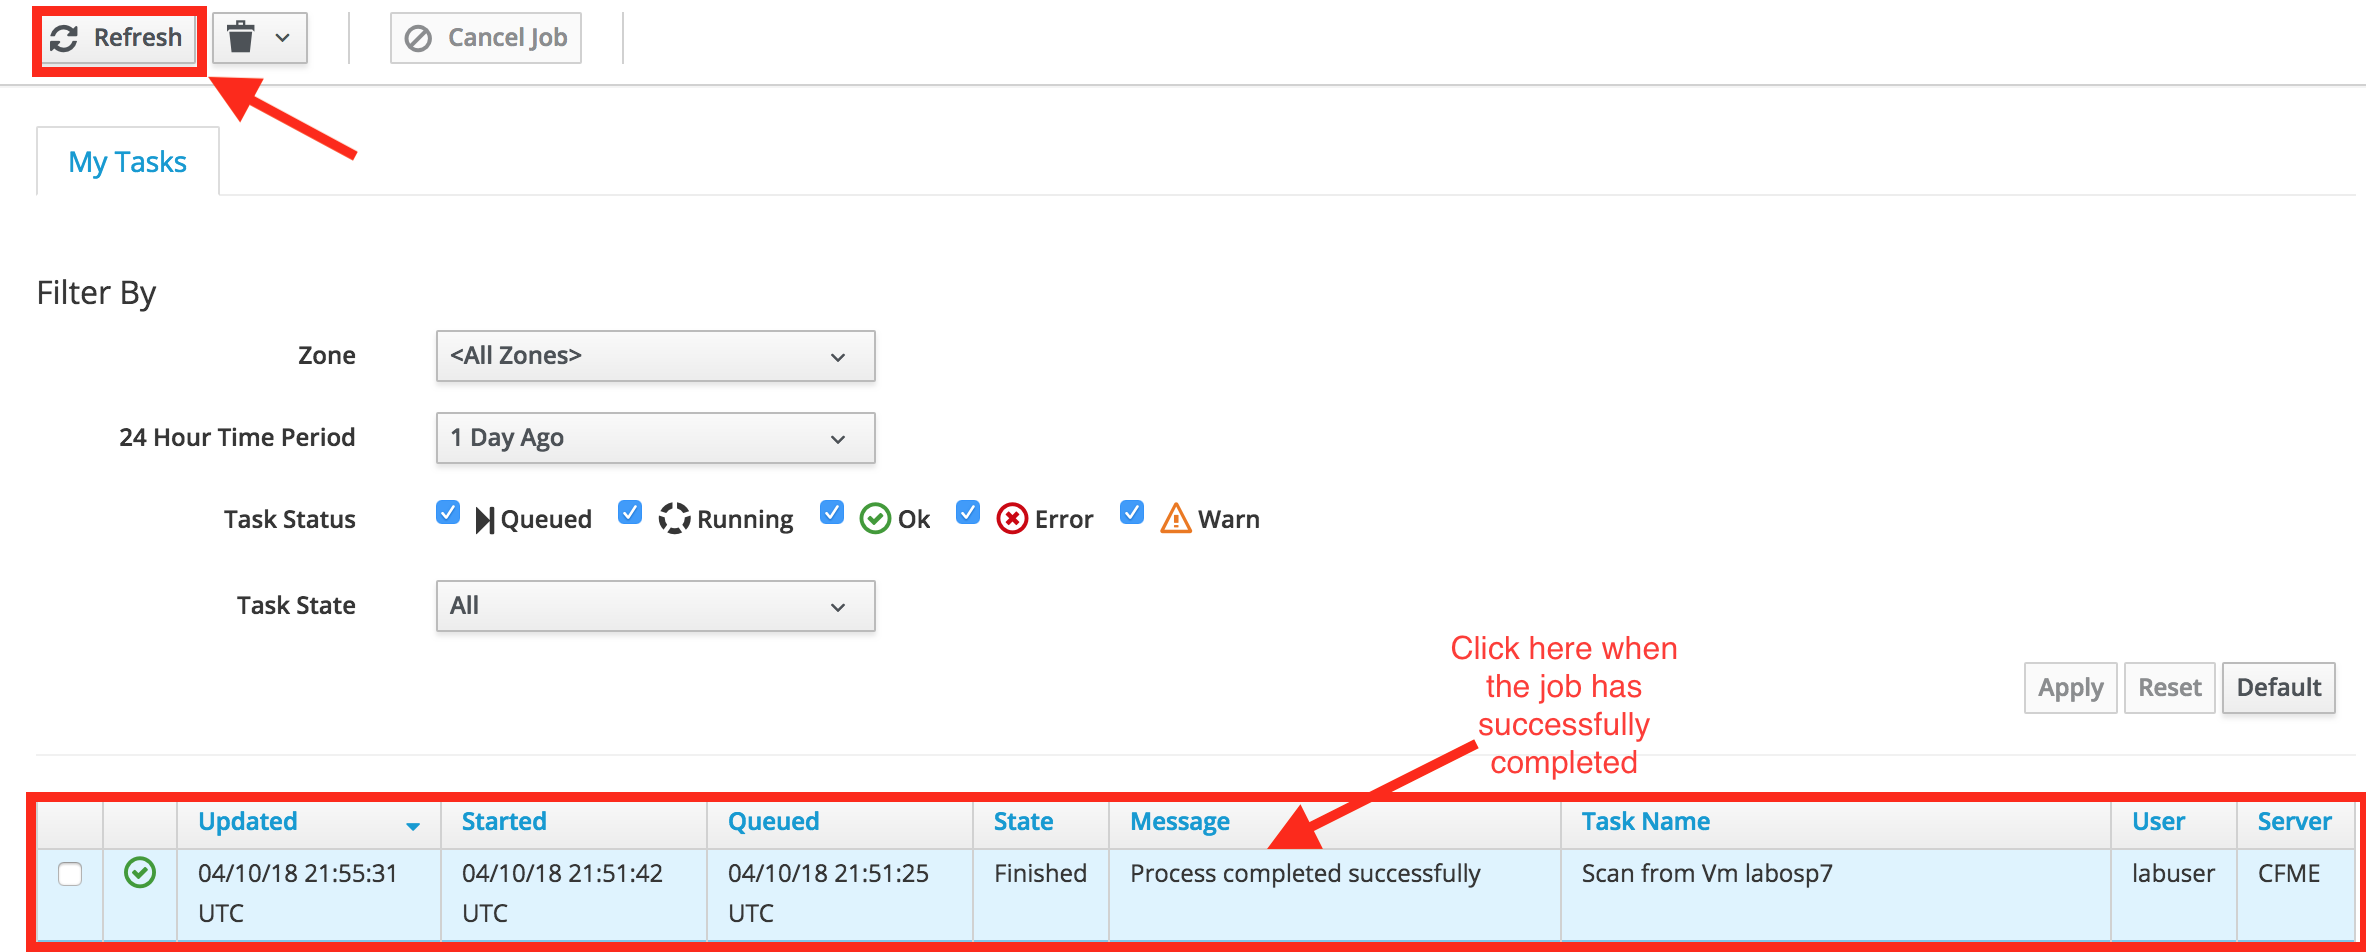 Refresh
Cancel Job
My Tasks
Filter By
Zone <All Zones>
24 Hour Time Period 1 Day Ago
Task Status Queued Running Ok Error Warn
Task State All
Click here when
the job has
successfully
completed
Apply Reset Default
Updated Started Queued State Message Task Name User Server
04/10/18 21:55:31 04/10/18 21:51:42 04/10/18 21:51:25 Finished Process completed successfully Scan from Vm labosp7 labuser CFME
UTC UTC UTC